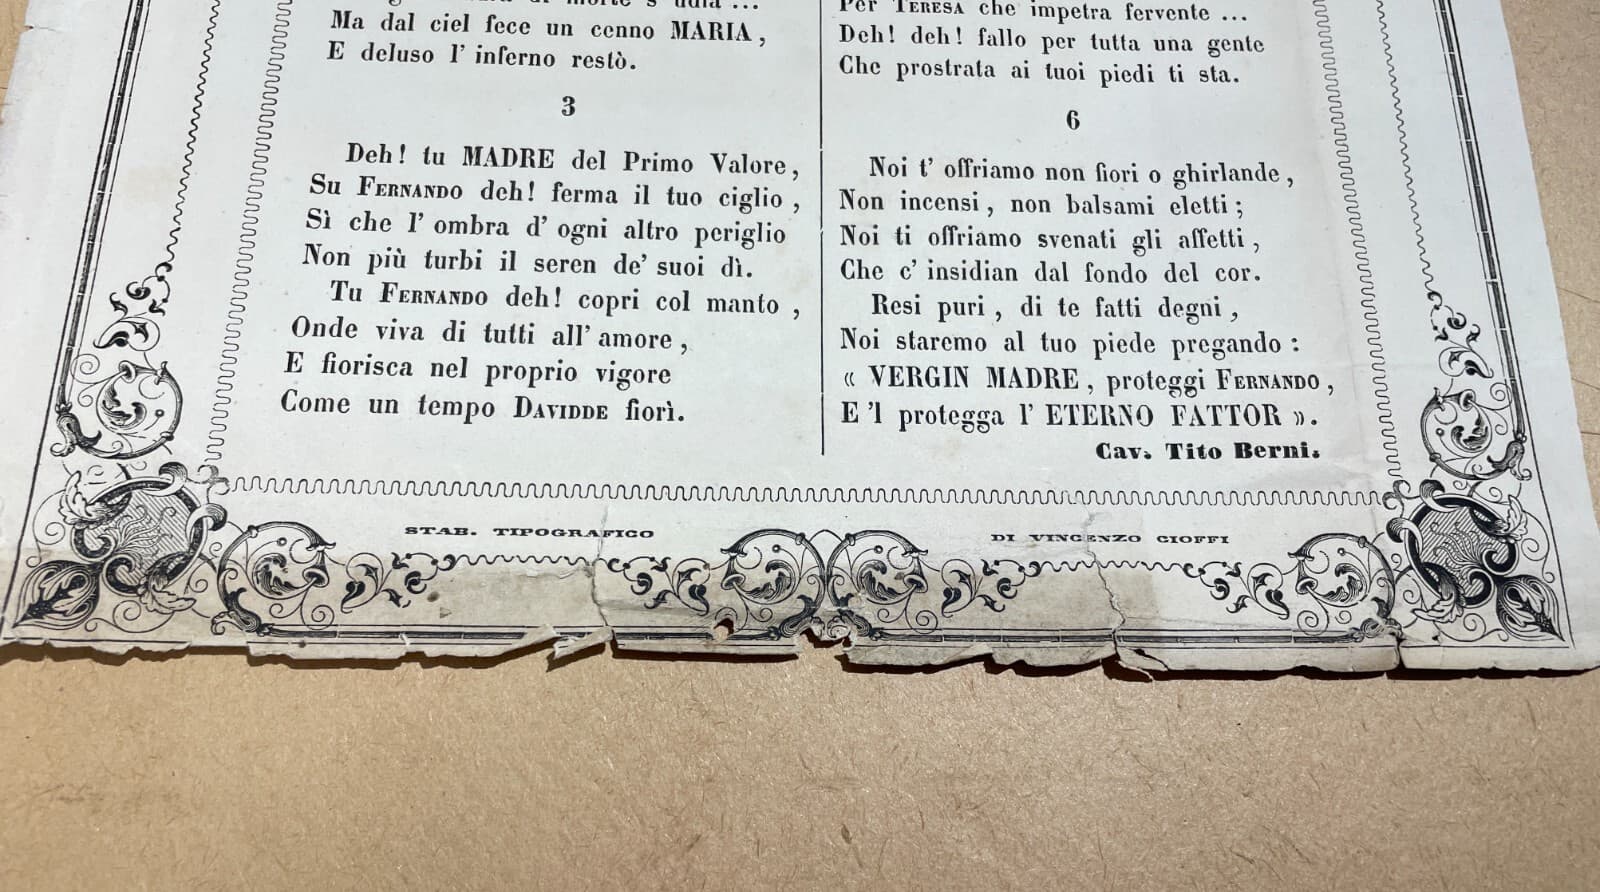 di morte s' udia ...
Ma dal ciel fece un cenno MARIA,
E deluso l' inferno restò.
3
Deh! tu MADRE del Primo Valore,
Su FERNANDO deh! ferma il tuo ciglio,
Sì che l' ombra d' ogni altro periglio
Non più turbi il seren de' suoi dì.
Tu FERNANDO deh! copri col manto,
Onde viva di tutti all' amore,
E fiorisca nel proprio vigore
Come un tempo DAVIDDE fiorì.
Per TERESA che impetra fervente ...
Deh! deh! fallo per tutta una gente
Che prostrata ai tuoi piedi ti sta.
6
Noi t' offriamo non fiori o ghirlande,
Non incensi, non balsami eletti;
Noi ti offriamo svenati gli affetti,
Che c' insidian dal fondo del cor.
Resi puri, di te fatti degni,
Noi staremo al tuo piede pregando:
« VERGIN MADRE, proteggi FERNANDO,
E 'l protegga l' ETERNO FATTOR ».
Cav. Tito Berni.
STAB. TIPOGRAFICO DI VINCENZO CIOFFI